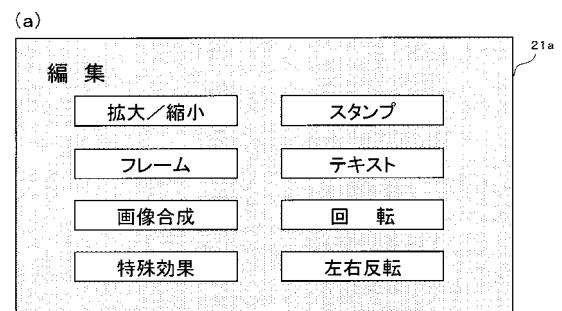 (a)
21a
編 集
拡大／縮小 スタンプ
フレーム テキスト
画像合成 回 転
特殊効果 左右反転